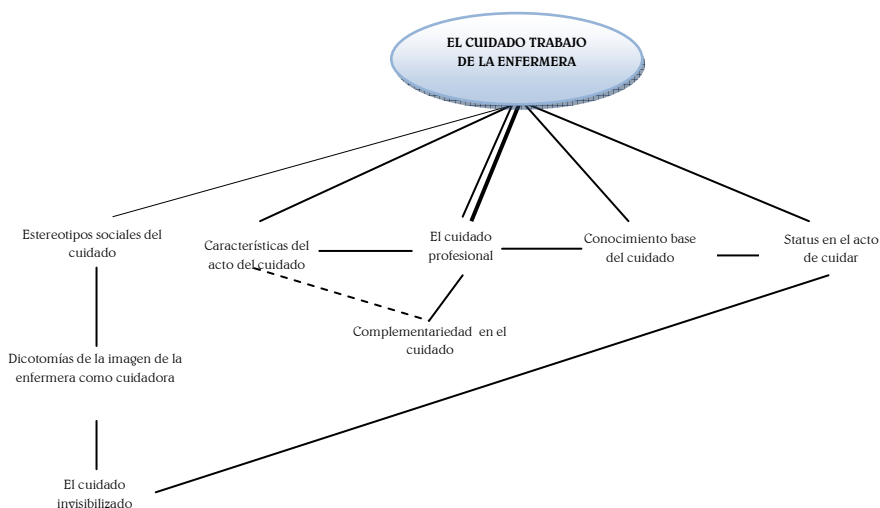 EL CUIDADO TRABAJO
DE LA ENFERMERA
Estereotipos sociales del
cuidado
Características del
acto del cuidado
El cuidado
profesional
Conocimiento base
del cuidado
Status en el acto
de cuidar
Complementariedad en el
cuidado
Dicotomías de la imagen de la
enfermera como cuidadora
El cuidado
invisibilizado